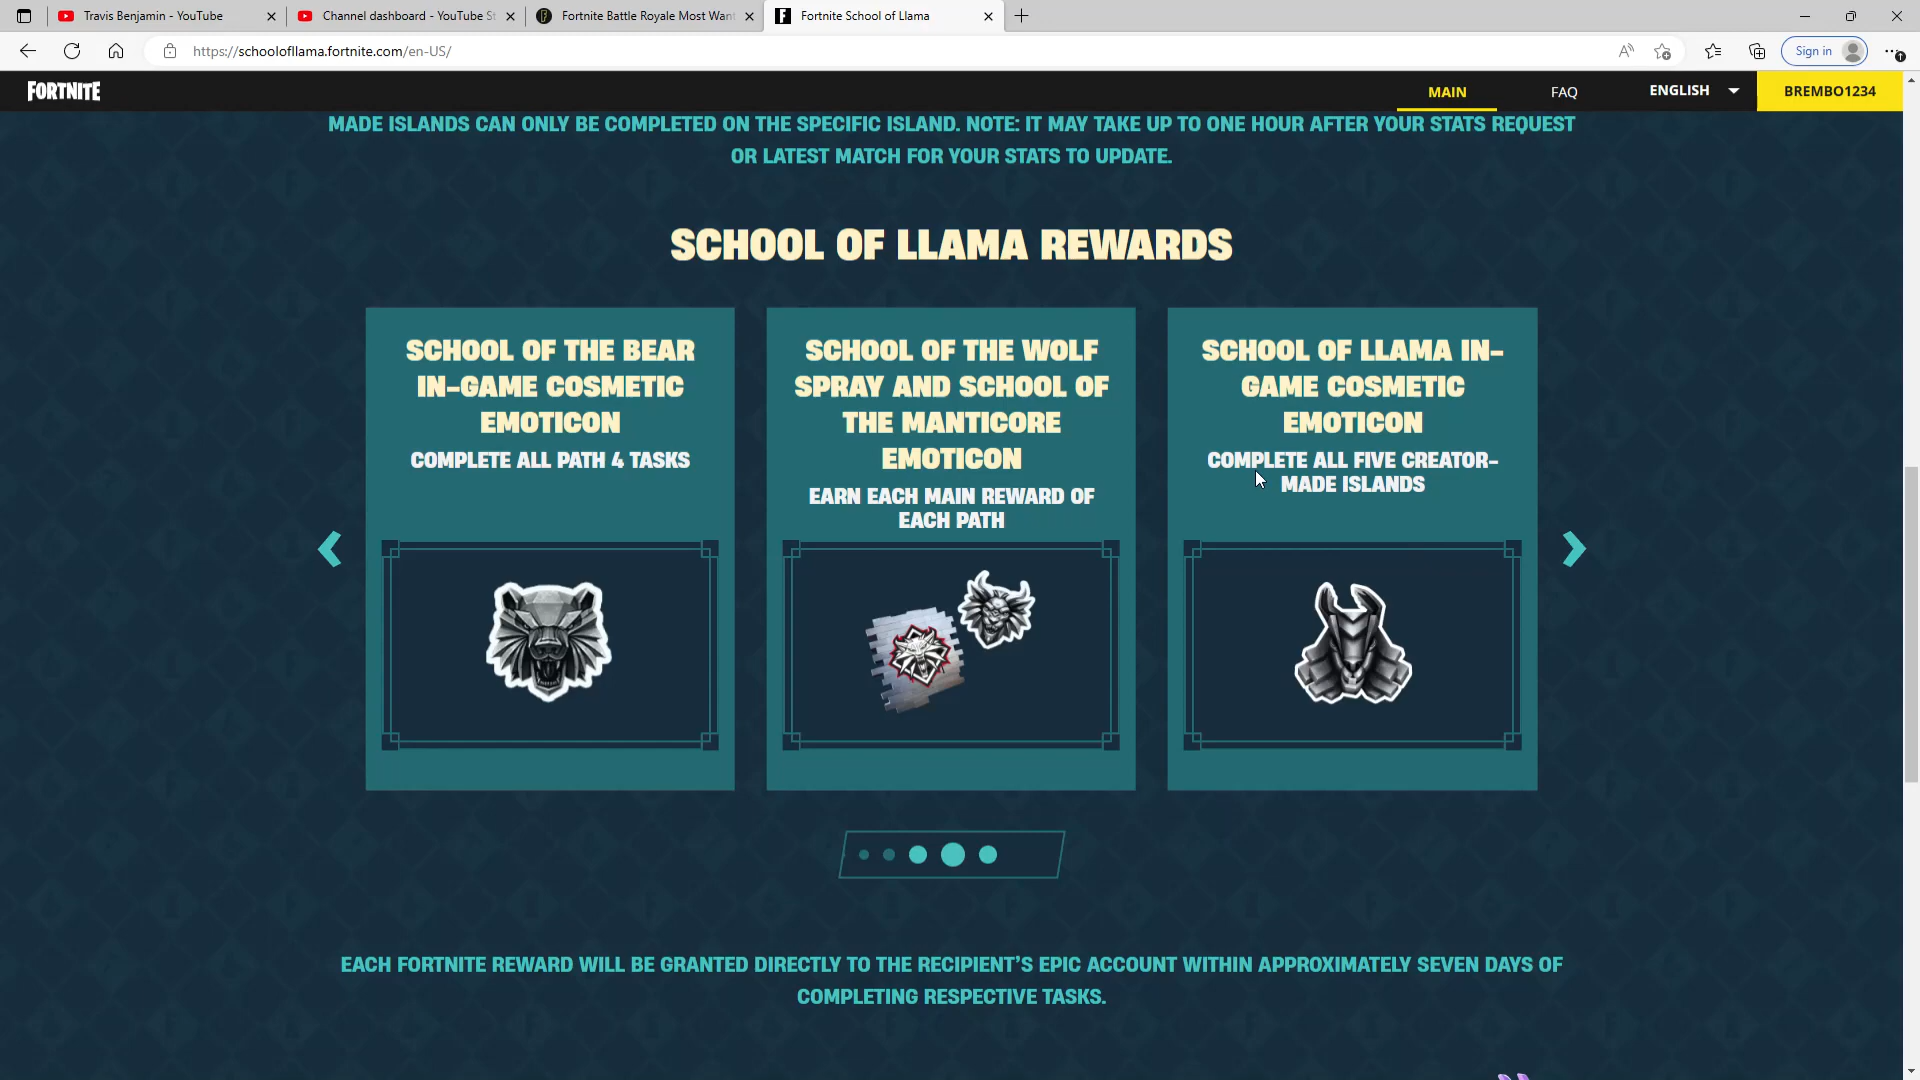 Travis Benjamin - YouTube
Channel dashboard - YouTube St
Fortnite Battle Royale Most Want
Fortnite School of Llama
https://schoolofllama.fortnite.com/en-US/
Sign in
FORTNITE
MAIN
FAQ
ENGLISH
BREMBO1234
MADE ISLANDS CAN ONLY BE COMPLETED ON THE SPECIFIC ISLAND. NOTE: IT MAY TAKE UP TO ONE HOUR AFTER YOUR STATS REQUEST
OR LATEST MATCH FOR YOUR STATS TO UPDATE.
SCHOOL OF LLAMA REWARDS
SCHOOL OF THE BEAR
IN-GAME COSMETIC
EMOTICON
COMPLETE ALL PATH 4 TASKS
SCHOOL OF THE WOLF
SPRAY AND SCHOOL OF
THE MANTICORE
EMOTICON
EARN EACH MAIN REWARD OF
EACH PATH
SCHOOL OF LLAMA IN-
GAME COSMETIC
EMOTICON
COMPLETE ALL FIVE CREATOR-
MADE ISLANDS
EACH FORTNITE REWARD WILL BE GRANTED DIRECTLY TO THE RECIPIENT'S EPIC ACCOUNT WITHIN APPROXIMATELY SEVEN DAYS OF
COMPLETING RESPECTIVE TASKS.